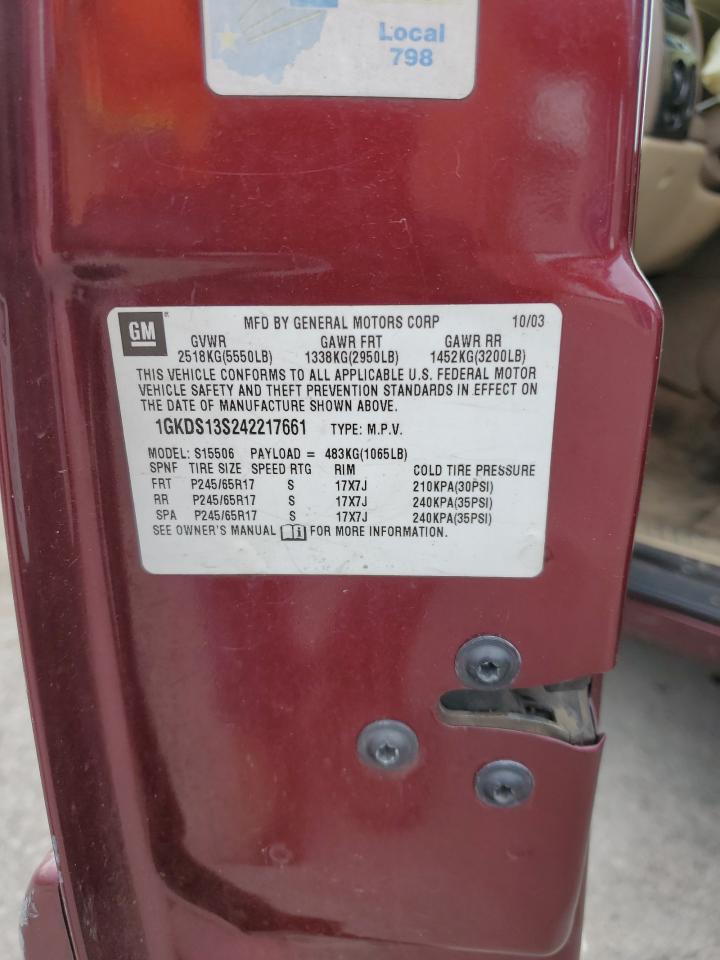 Local
798
GM
MFD BY GENERAL MOTORS CORP 10/03
GVWR GAWR FRT GAWR RR
2518KG(5550LB) 1338KG(2950LB) 1452KG(3200LB)
THIS VEHICLE CONFORMS TO ALL APPLICABLE U.S. FEDERAL MOTOR
VEHICLE SAFETY AND THEFT PREVENTION STANDARDS IN EFFECT ON
THE DATE OF MANUFACTURE SHOWN ABOVE.
1GKDS13S242217661 TYPE: M.P.V.
MODEL: S15506 PAYLOAD = 483KG(1065LB)
SPNF TIRE SIZE SPEED RTG RIM COLD TIRE PRESSURE
FRT P245/65R17 S 17X7J 210KPA(30PSI)
RR P245/65R17 S 17X7J 240KPA(35PSI)
SPA P245/65R17 S 17X7J 240KPA(35PSI)
SEE OWNER'S MANUAL i FOR MORE INFORMATION.